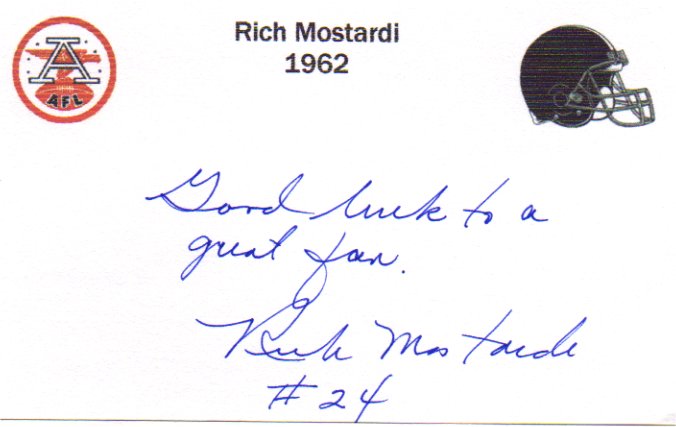 A
AFL
Rich Mostardi
1962
Good luck to a
great fan.
Rich Mostardi
# 24